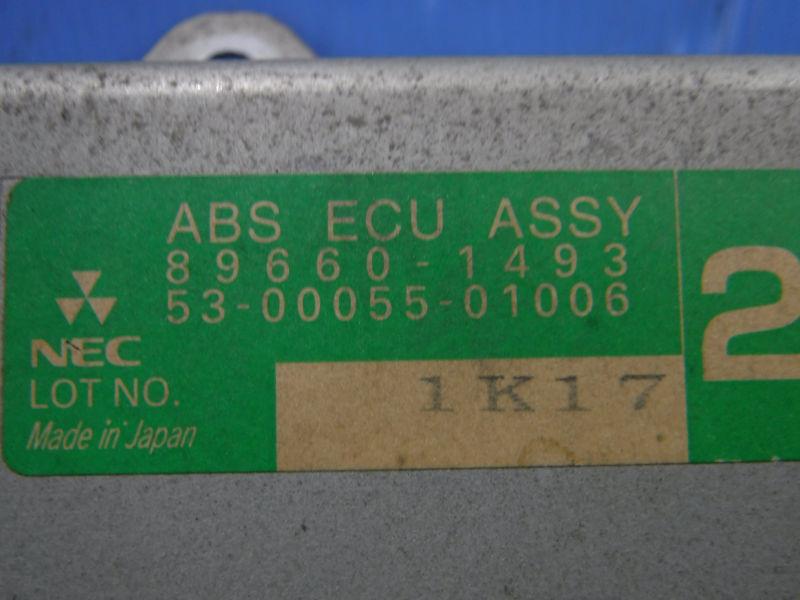 ABS ECU ASSY
89660-1493
53-00055-01006
2
NEC
LOT NO.
1K17
Made in Japan